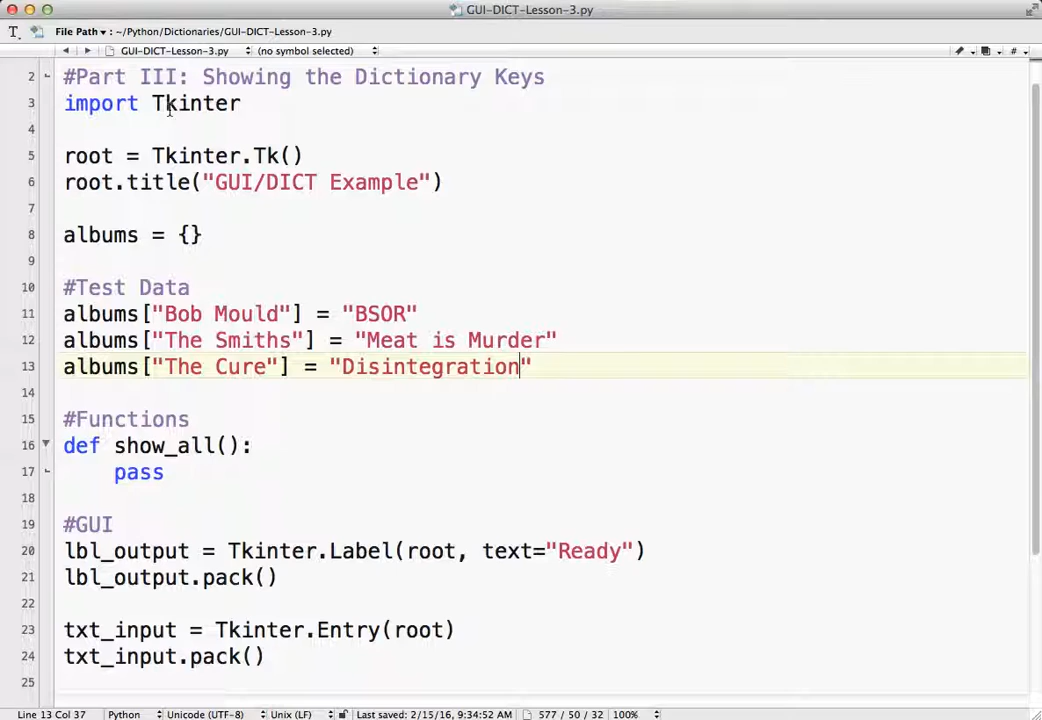 GUI-DICT-Lesson-3.py
File Path ▾ : ~/Python/Dictionaries/GUI-DICT-Lesson-3.py
GUI-DICT-Lesson-3.py (no symbol selected)
2 #Part III: Showing the Dictionary Keys
3 import Tkinter
4
5 root = Tkinter.Tk()
6 root.title("GUI/DICT Example")
7
8 albums = {}
9
10 #Test Data
11 albums["Bob Mould"] = "BSOR"
12 albums["The Smiths"] = "Meat is Murder"
13 albums["The Cure"] = "Disintegration"
14
15 #Functions
16 def show_all():
17     pass
18
19 #GUI
20 lbl_output = Tkinter.Label(root, text="Ready")
21 lbl_output.pack()
22
23 txt_input = Tkinter.Entry(root)
24 txt_input.pack()
25
Line 13 Col 37 Python Unicode (UTF-8) Unix (LF) Last saved: 2/15/16, 9:34:52 AM 577 / 50 / 32 100%